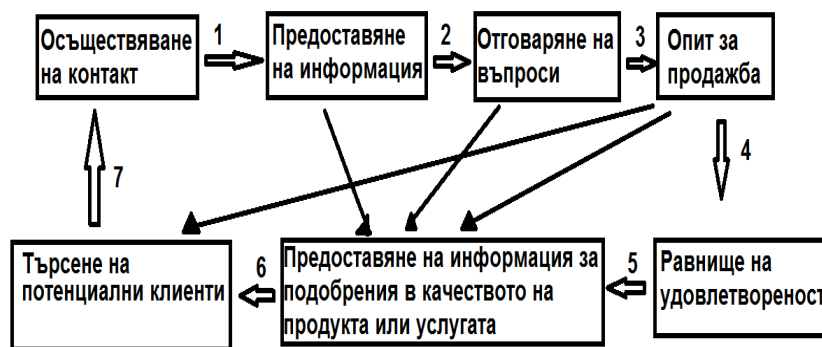 Осъществяване
на контакт
1
Предоставяне
на информация
2
Отговаряне на
въпроси
3
Опит за
продажба
4
Равнище на
удовлетвореност
5
Предоставяне на информация за
подобрения в качеството на
продукта или услугата
6
Търсене на
потенциални клиенти
7